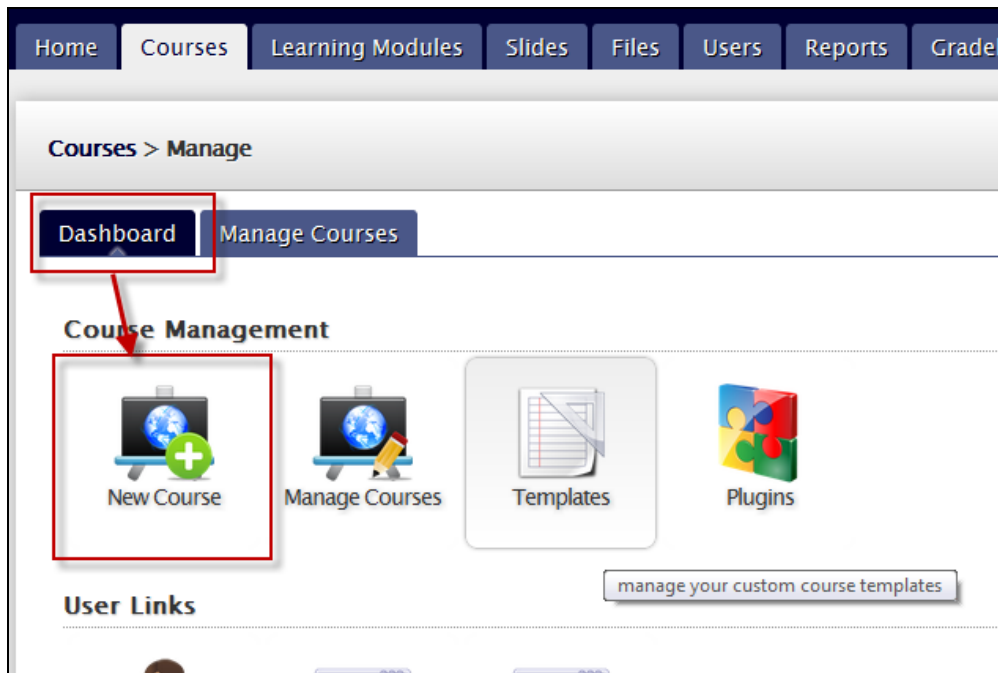 Home Courses Learning Modules Slides Files Users Reports
Courses > Manage
Dashboard Manage Courses
Course Management
New Course Manage Courses Templates Plugins
manage your custom course templates
User Links